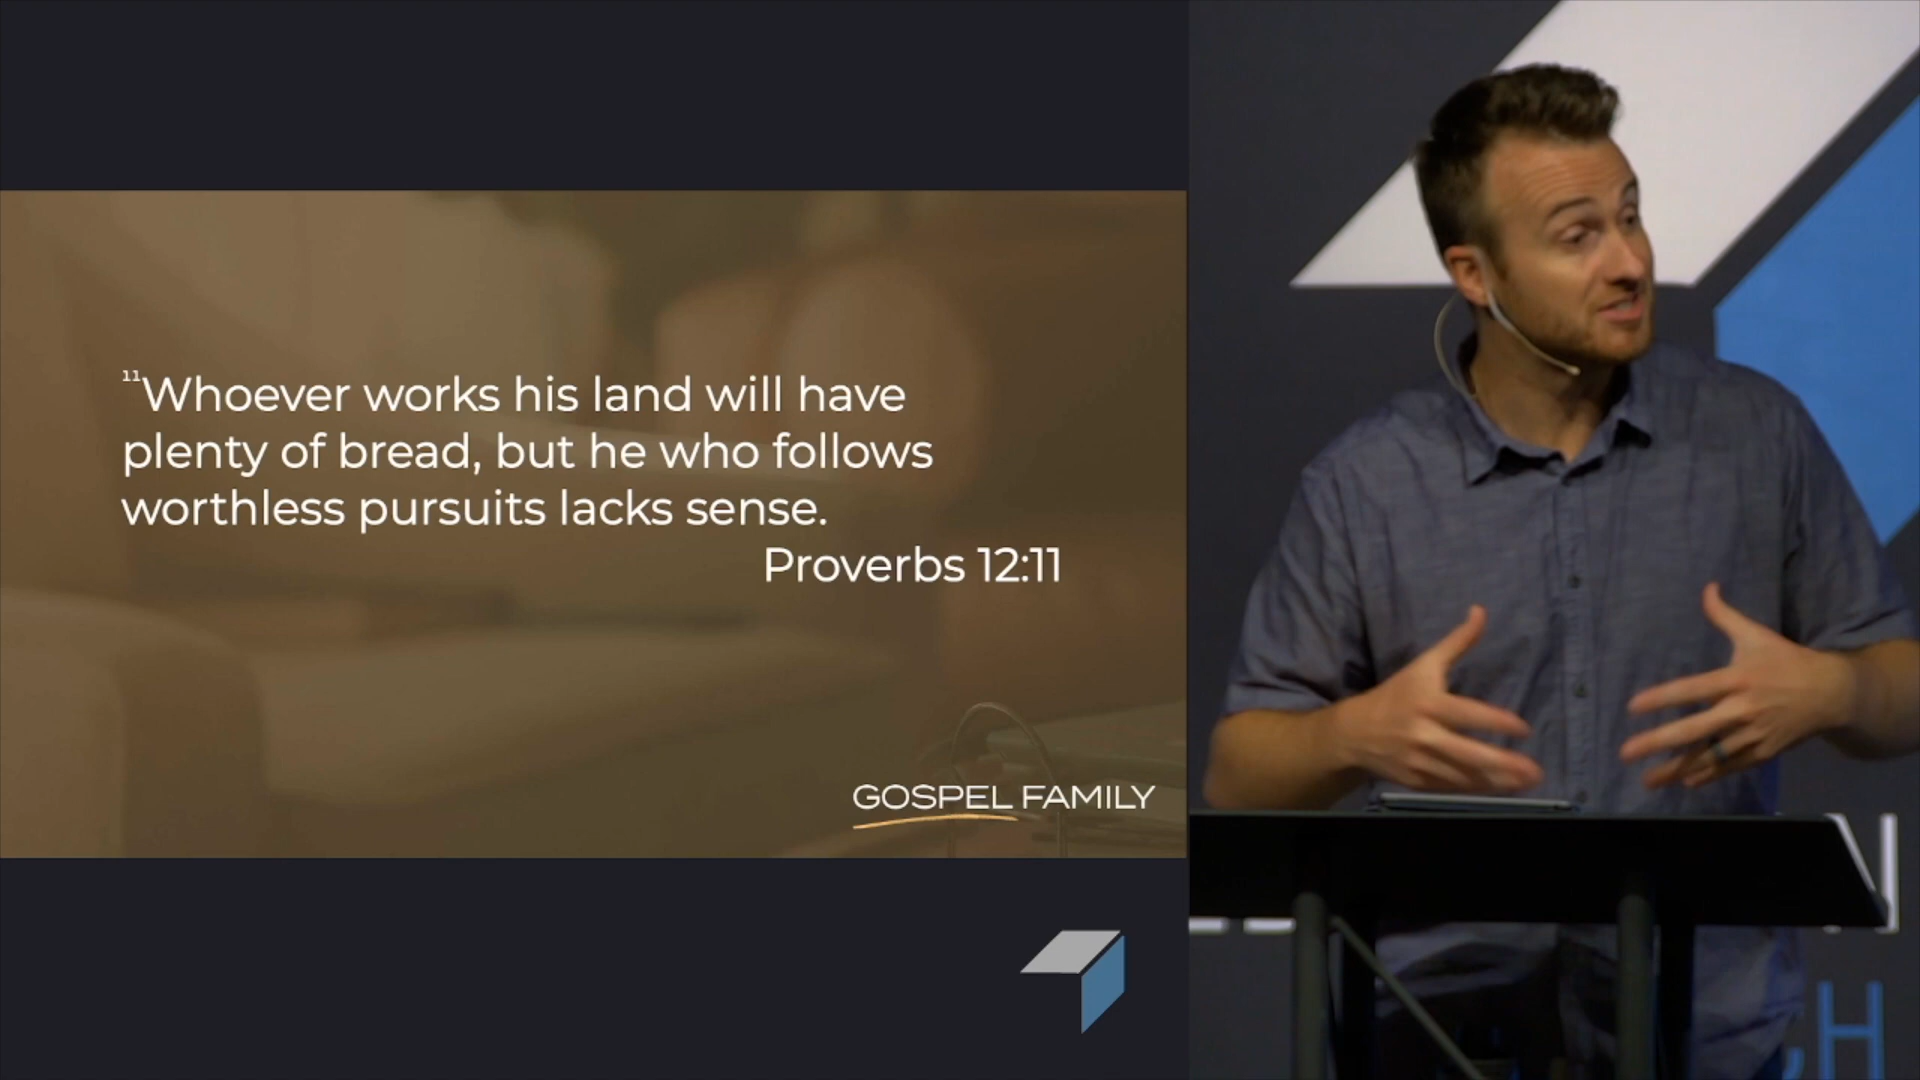 ¹¹Whoever works his land will have
plenty of bread, but he who follows
worthless pursuits lacks sense.
Proverbs 12:11
GOSPEL FAMILY